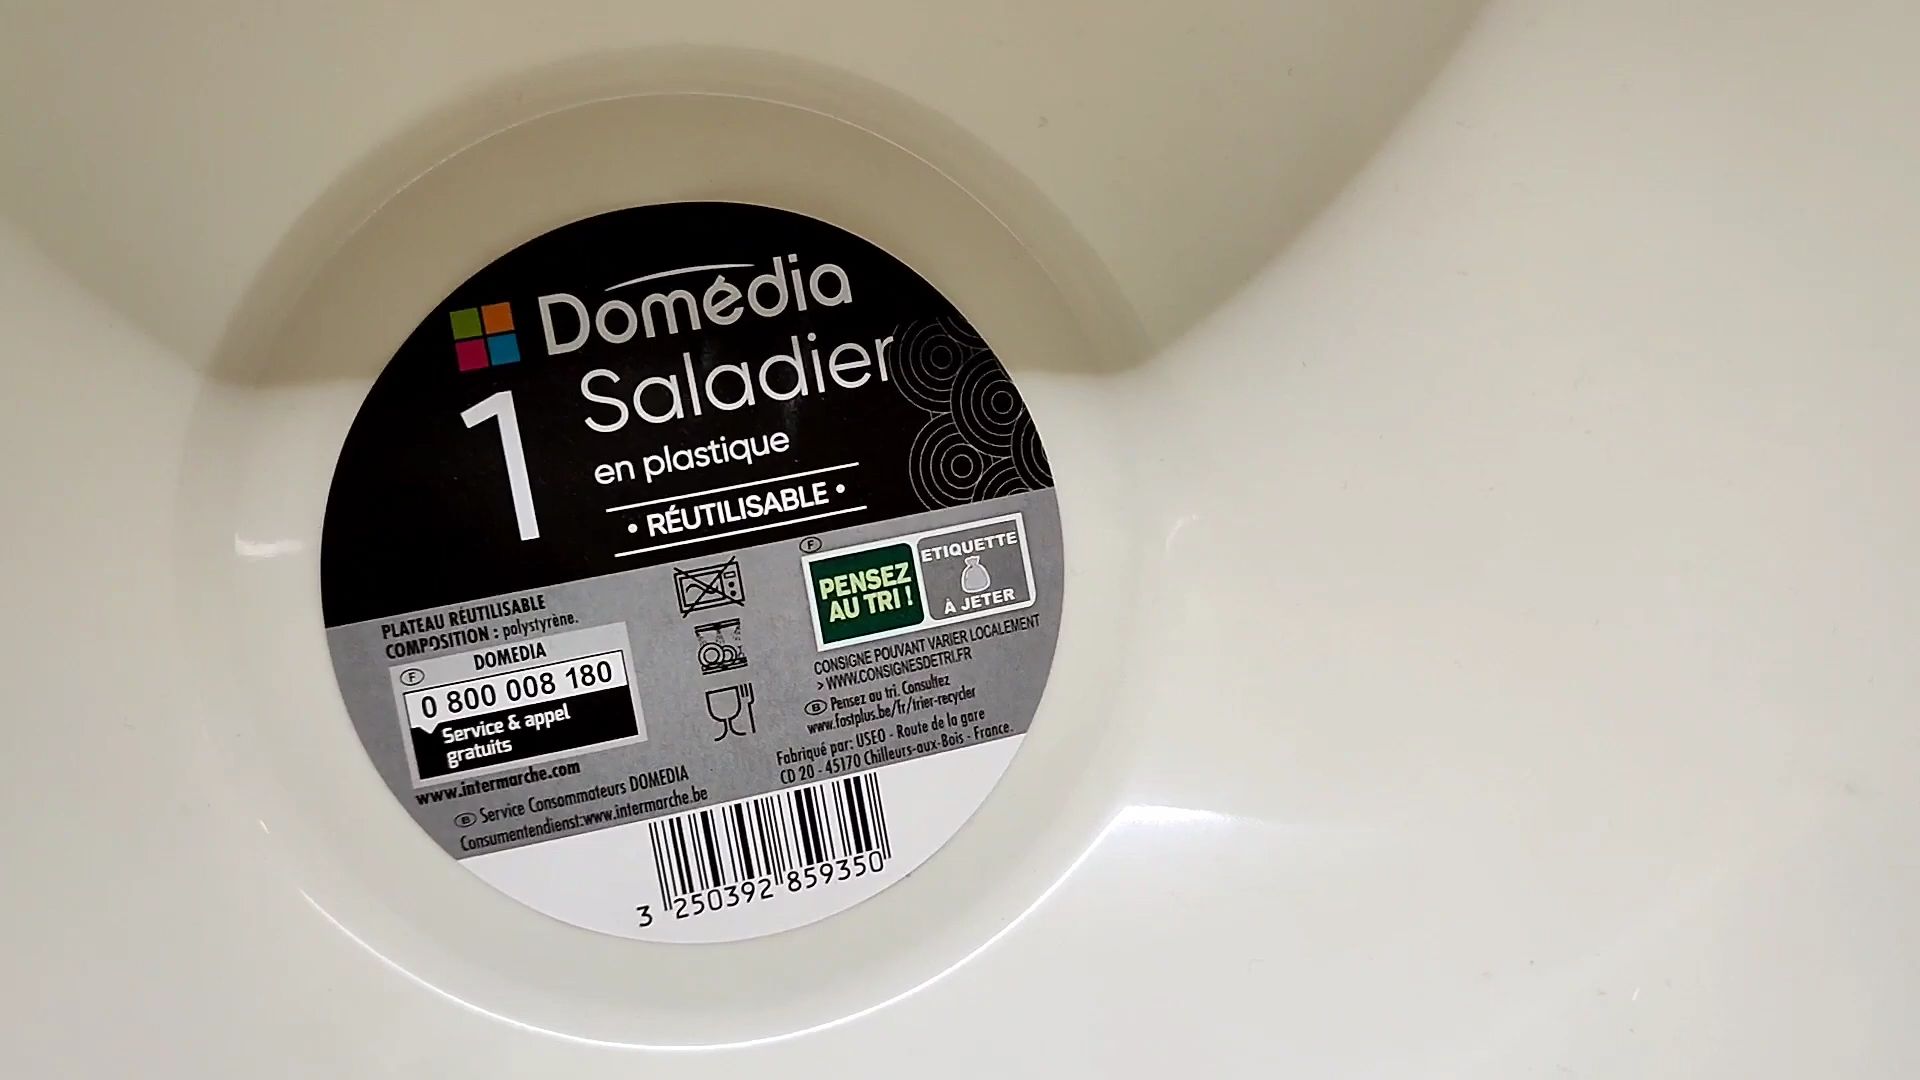 Domédia
1 Saladier
en plastique
• RÉUTILISABLE •
PLATEAU RÉUTILISABLE
COMPOSITION : polystyrène.
F
DOMEDIA
0 800 008 180
Service & appel
gratuits
www.intermarche.com
B Service Consommateurs DOMEDIA
Consumentendienst:www.intermarche.be
F
PENSEZ
AU TRI !
ETIQUETTE
À JETER
CONSIGNE POUVANT VARIER LOCALEMENT
> WWW.CONSIGNESDETRI.FR
B Pensez au tri. Consultez
www.fostplus.be/fr/trier-recycler
Fabriqué par: USEO - Route de la gare
CD 20 - 45170 Chilleurs-aux-Bois - France.
3 250392 859350